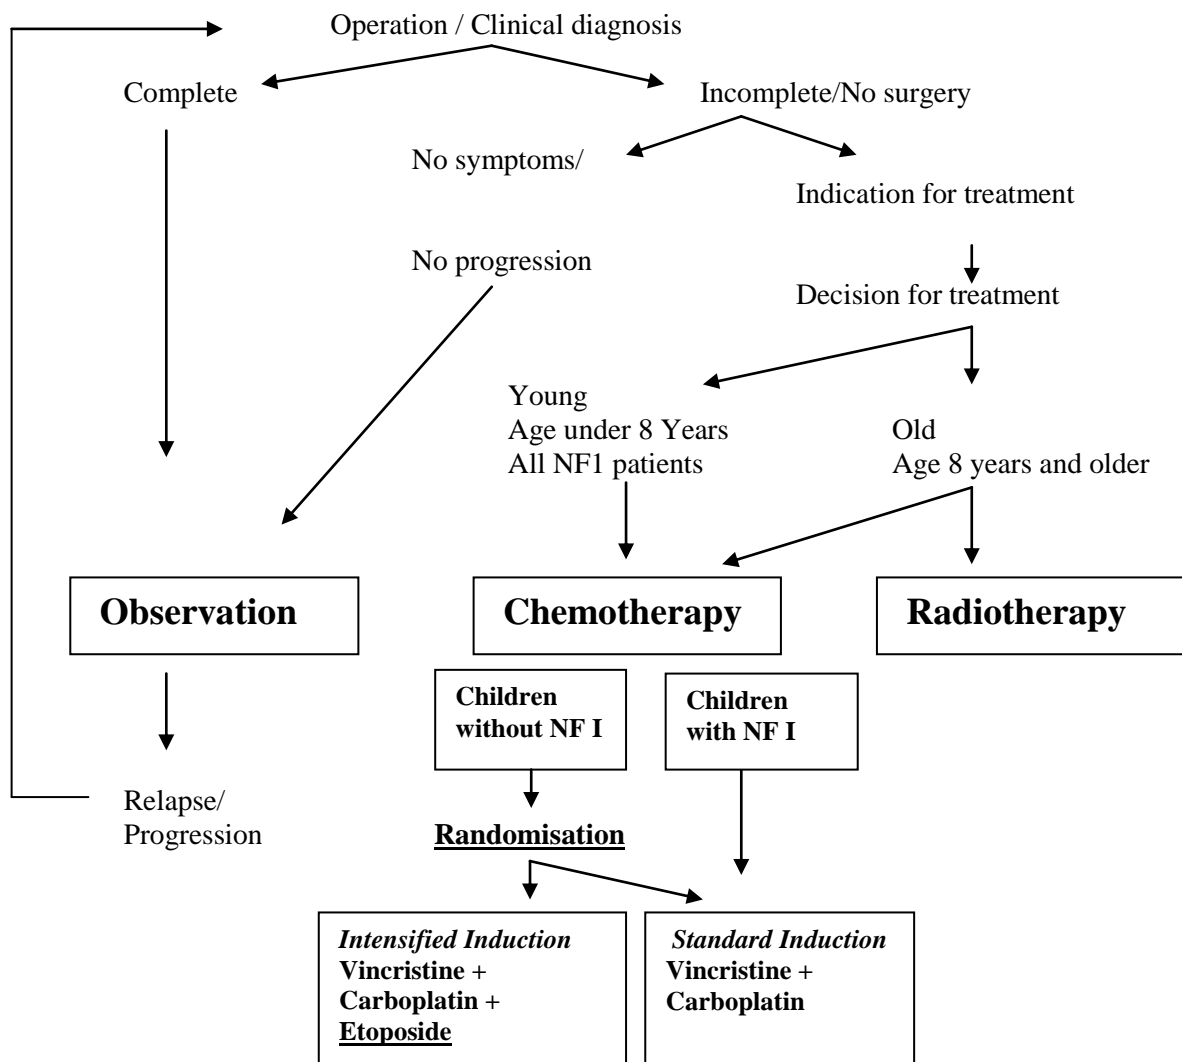 Operation / Clinical diagnosis
Complete
Incomplete/No surgery
No symptoms/
Indication for treatment
No progression
Decision for treatment
Young
Age under 8 Years
All NF1 patients
Old
Age 8 years and older
Observation
Chemotherapy
Radiotherapy
Children
without NF I
Children
with NF I
Relapse/
Progression
Randomisation
Intensified Induction
Vincristine +
Carboplatin +
Etoposide
Standard Induction
Vincristine +
Carboplatin